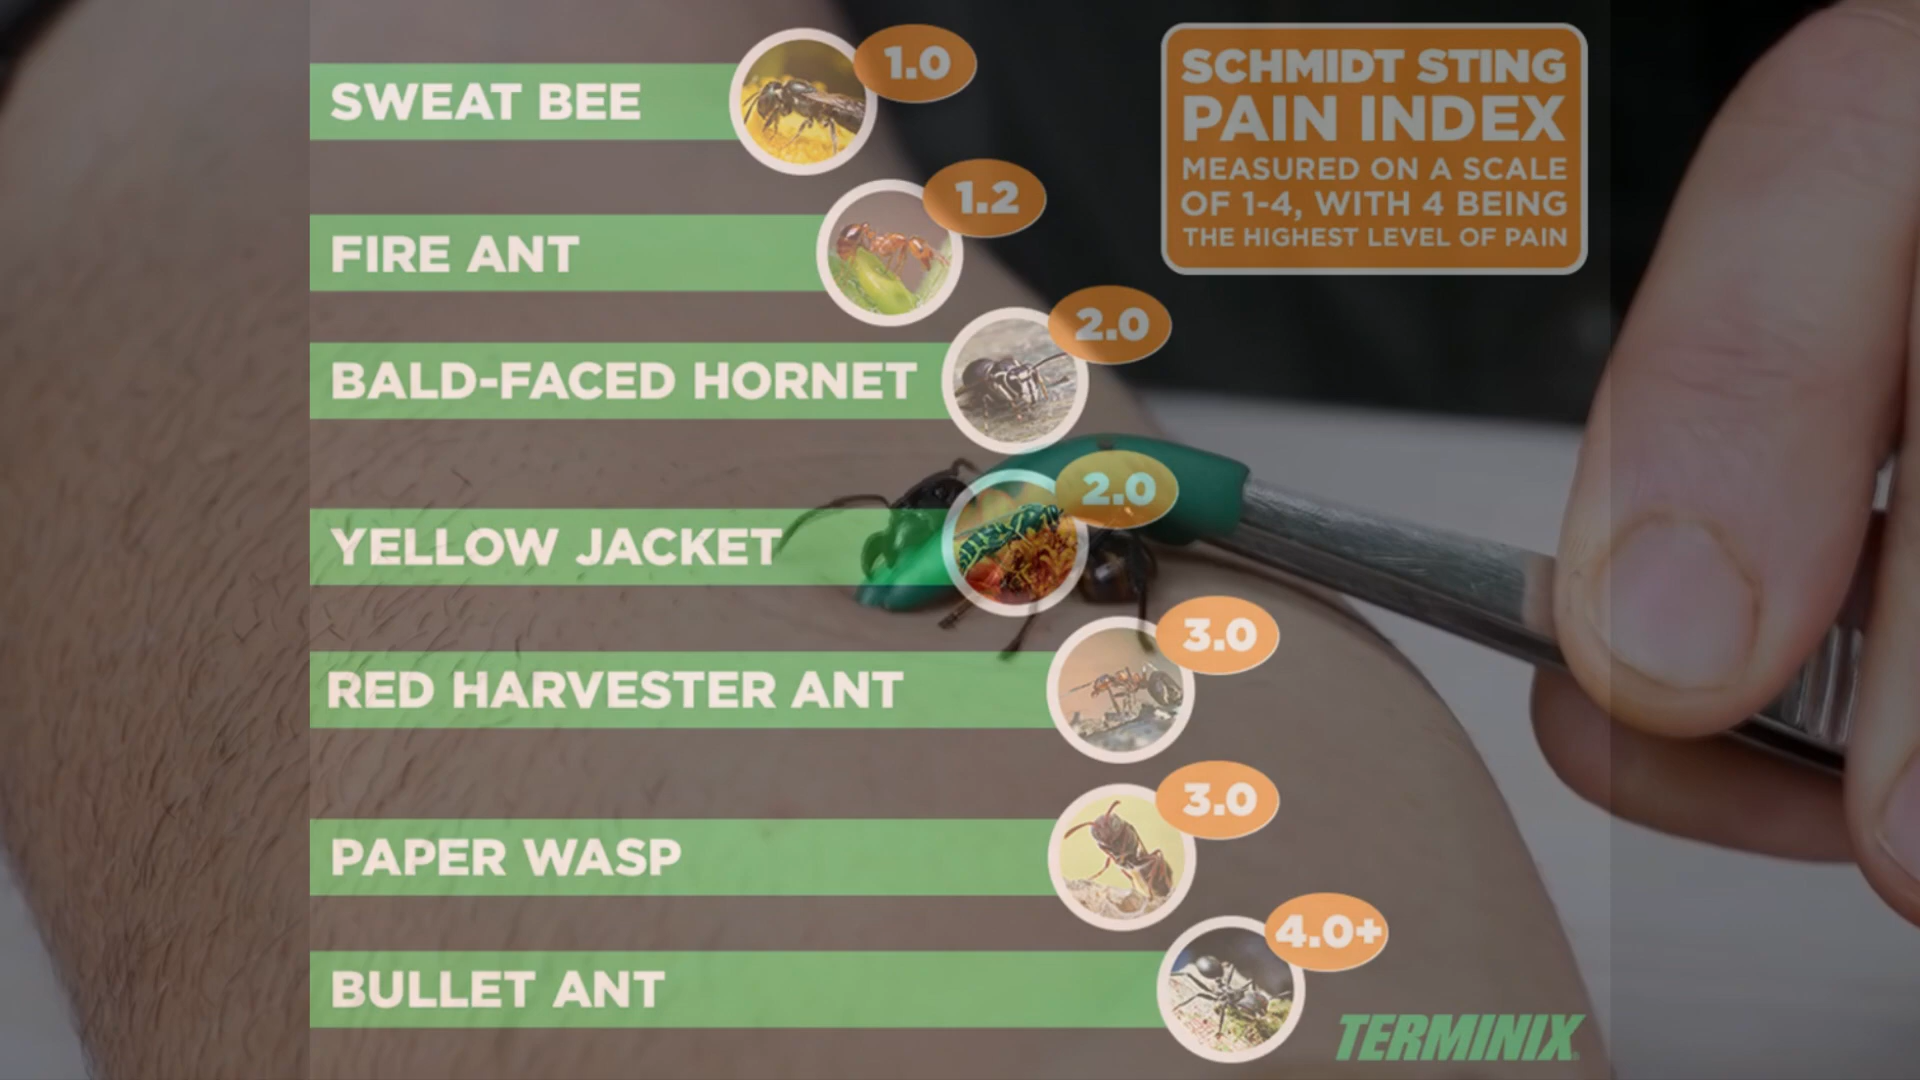 SWEAT BEE
1.0
SCHMIDT STING
PAIN INDEX
MEASURED ON A SCALE
OF 1-4, WITH 4 BEING
THE HIGHEST LEVEL OF PAIN
FIRE ANT
1.2
BALD-FACED HORNET
2.0
YELLOW JACKET
2.0
RED HARVESTER ANT
3.0
PAPER WASP
3.0
BULLET ANT
4.0+
TERMINIX